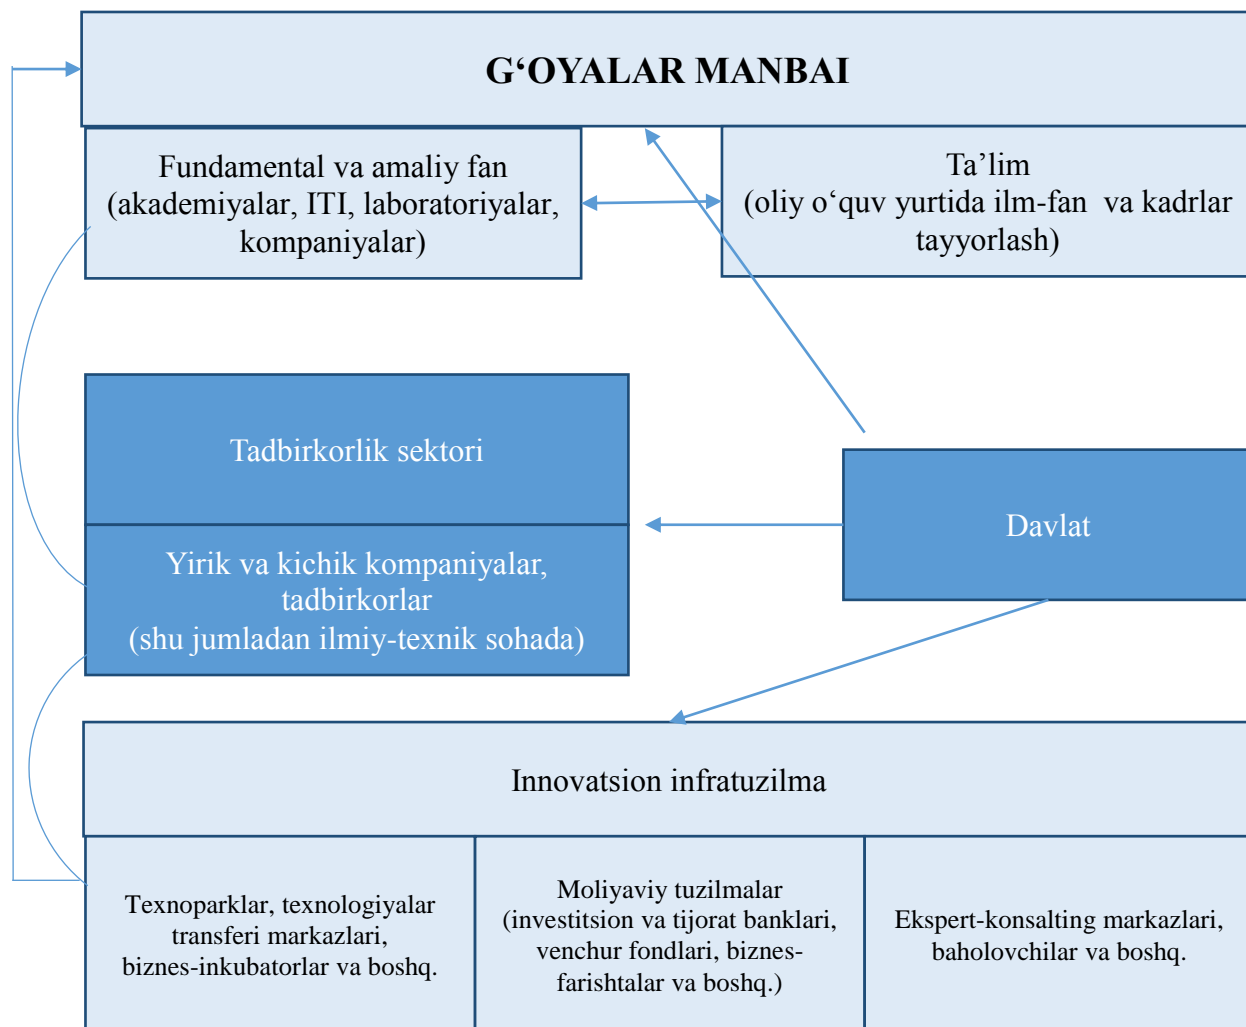 G‘OYALAR MANBAI
Fundamental va amaliy fan
(akademiyalar, ITI, laboratoriyalar,
kompaniyalar)
Ta’lim
(oliy o‘quv yurtida ilm-fan va kadrlar
tayyorlash)
Tadbirkorlik sektori
Yirik va kichik kompaniyalar,
tadbirkorlar
(shu jumladan ilmiy-texnik sohada)
Davlat
Innovatsion infratuzilma
Texnoparklar, texnologiyalar
transferi markazlari,
biznes-inkubatorlar va boshq.
Moliyaviy tuzilmalar
(investitsion va tijorat banklari,
venchur fondlari, biznes-
farishtalar va boshq.)
Ekspert-konsalting markazlari,
baholovchilar va boshq.